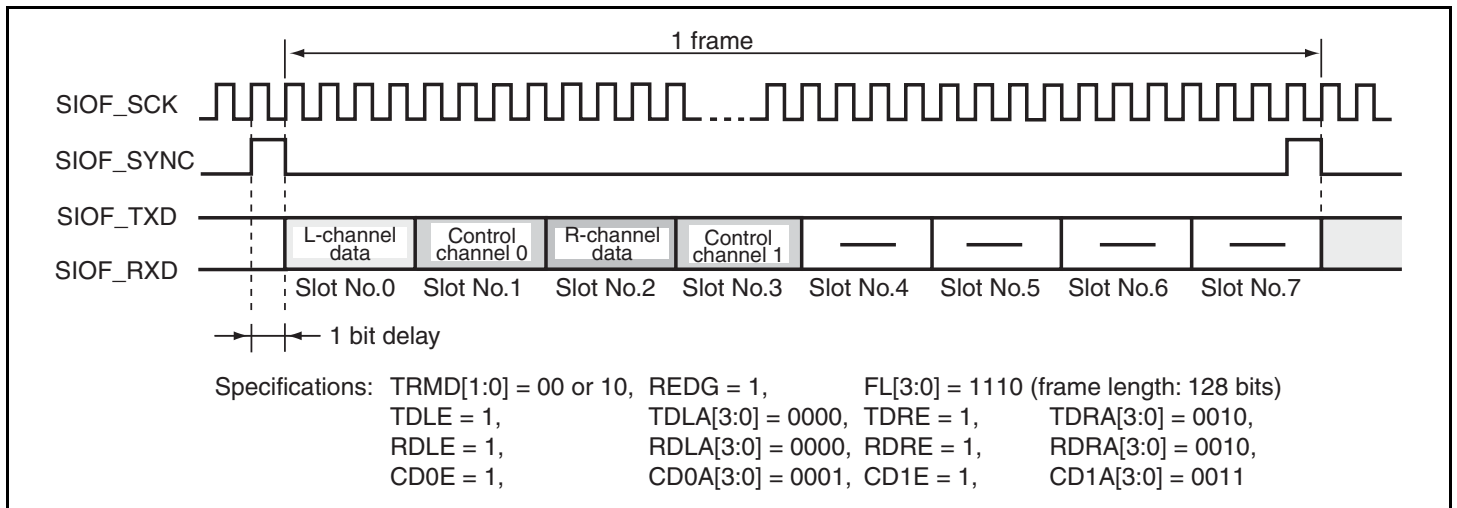 1 frame
SIOF_SCK
SIOF_SYNC
SIOF_TXD
SIOF_RXD
L-channel data
Control channel 0
R-channel data
Control channel 1
Slot No.0 Slot No.1 Slot No.2 Slot No.3 Slot No.4 Slot No.5 Slot No.6 Slot No.7
1 bit delay
Specifications: TRMD[1:0] = 00 or 10, REDG = 1, FL[3:0] = 1110 (frame length: 128 bits)
TDLE = 1, TDLA[3:0] = 0000, TDRE = 1, TDRA[3:0] = 0010,
RDLE = 1, RDLA[3:0] = 0000, RDRE = 1, RDRA[3:0] = 0010,
CD0E = 1, CD0A[3:0] = 0001, CD1E = 1, CD1A[3:0] = 0011